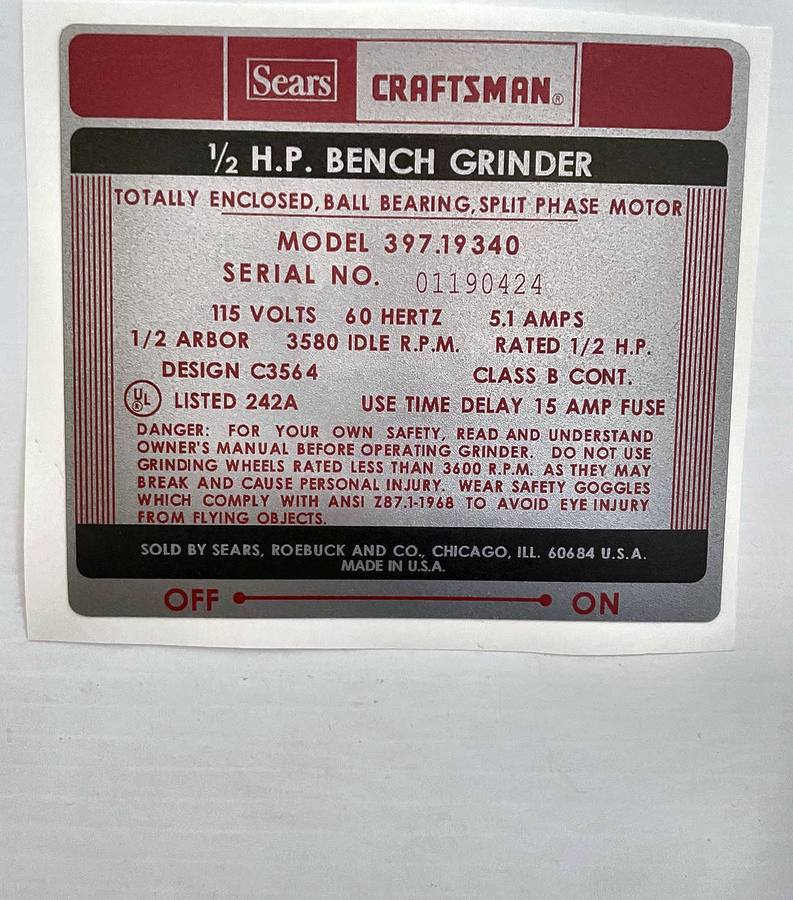 Sears CRAFTSMAN®
½ H.P. BENCH GRINDER
TOTALLY ENCLOSED, BALL BEARING, SPLIT PHASE MOTOR
MODEL 397.19340
SERIAL NO. 01190424
115 VOLTS 60 HERTZ 5.1 AMPS
1/2 ARBOR 3580 IDLE R.P.M. RATED 1/2 H.P.
DESIGN C3564 CLASS B CONT.
UL ® LISTED 242A USE TIME DELAY 15 AMP FUSE
DANGER: FOR YOUR OWN SAFETY, READ AND UNDERSTAND
OWNER'S MANUAL BEFORE OPERATING GRINDER. DO NOT USE
GRINDING WHEELS RATED LESS THAN 3600 R.P.M. AS THEY MAY
BREAK AND CAUSE PERSONAL INJURY. WEAR SAFETY GOGGLES
WHICH COMPLY WITH ANSI Z87.1-1968 TO AVOID EYE INJURY
FROM FLYING OBJECTS.
SOLD BY SEARS, ROEBUCK AND CO., CHICAGO, ILL. 60684 U.S.A.
MADE IN U.S.A.
OFF ON